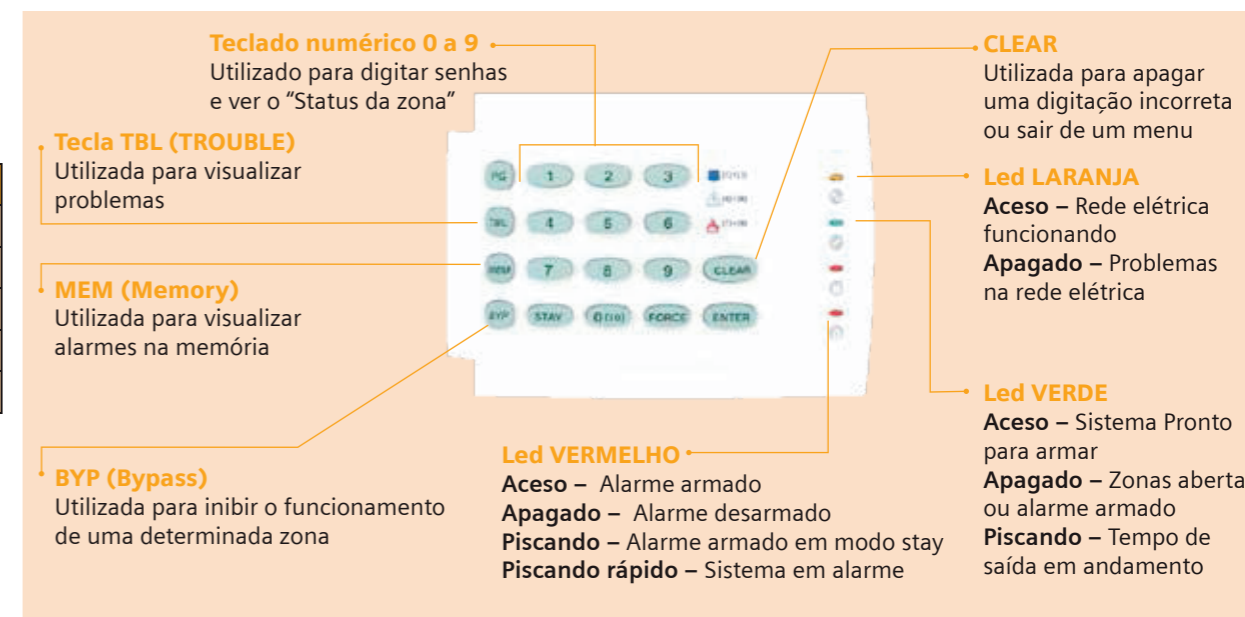 Teclado numérico 0 a 9
Utilizado para digitar senhas
e ver o “Status da zona”
Tecla TBL (TROUBLE)
Utilizada para visualizar
problemas
MEM (Memory)
Utilizada para visualizar
alarmes na memória
BYP (Bypass)
Utilizada para inibir o funcionamento
de uma determinada zona
PG 1 2 3
TBL 4 5 6
MEM 7 8 9 CLEAR
BYP STAY 0 (10) FORCE ENTER
Led VERMELHO
Aceso – Alarme armado
Apagado – Alarme desarmado
Piscando – Alarme armado em modo stay
Piscando rápido – Sistema em alarme
CLEAR
Utilizada para apagar
uma digitação incorreta
ou sair de um menu
Led LARANJA
Aceso – Rede elétrica
funcionando
Apagado – Problemas
na rede elétrica
Led VERDE
Aceso – Sistema Pronto
para armar
Apagado – Zonas aberta
ou alarme armado
Piscando – Tempo de
saída em andamento